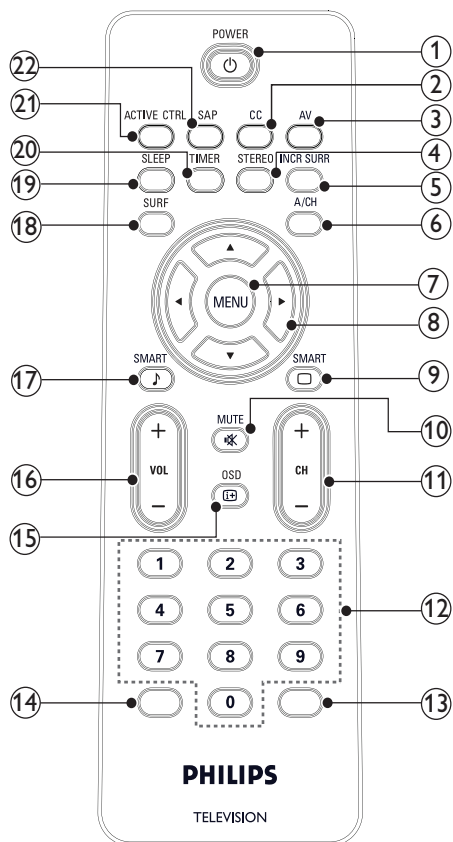 POWER
1
22
2
21
ACTIVE CTRL SAP CC AV
3
20
4
SLEEP TIMER STEREO INCR SURR
19
5
SURF A/CH
18
6
7
MENU
8
SMART SMART
17
9
MUTE
10
+ +
VOL CH
16
11
OSD
i+
− −
15
1 2 3
4 5 6
12
7 8 9
14
0
13
PHILIPS
TELEVISION